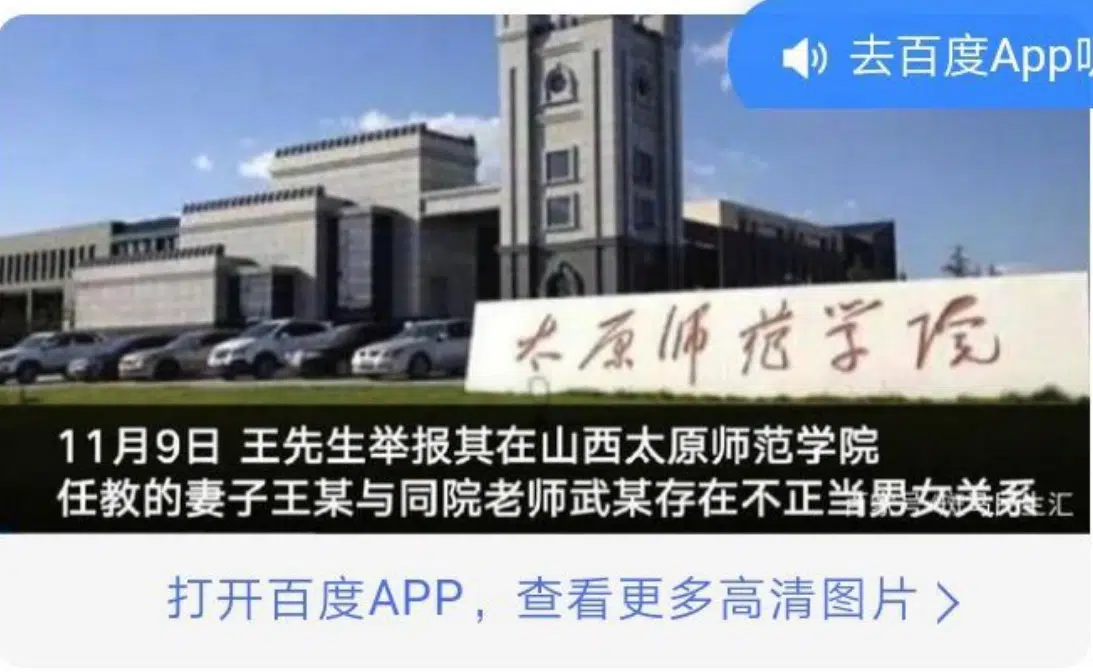 去百度App
太原师范学院
11月9日 王先生举报其在山西太原师范学院
任教的妻子王某与同院老师武某存在不正当男女关系
打开百度APP，查看更多高清图片